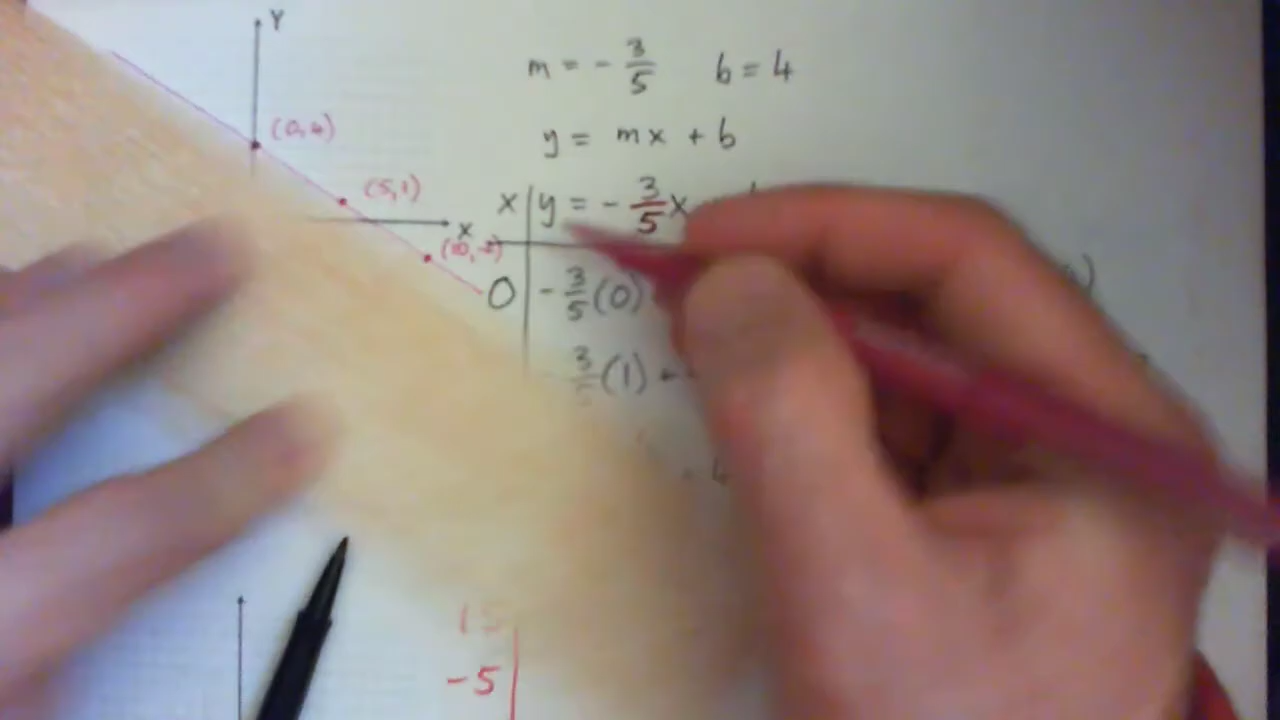 Y
m = - 3/5 b = 4
(0,4)
y = mx + b
(5,1)
x y = - 3/5 x
x
(10,-2)
0 - 3/5 (0)
3/5 (1) +
= 4
-5